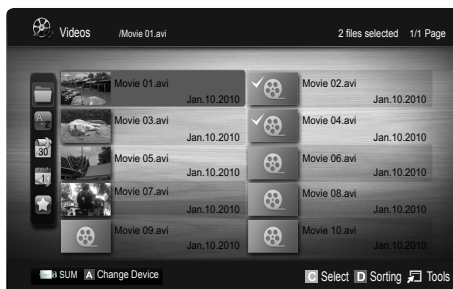 Videos /Movie 01.avi 2 files selected 1/1 Page
Movie 01.avi Movie 02.avi
Jan.10.2010 Jan.10.2010
Movie 03.avi Movie 04.avi
Jan.10.2010 Jan.10.2010
Movie 05.avi Movie 06.avi
Jan.10.2010 Jan.10.2010
Movie 07.avi Movie 08.avi
Jan.10.2010 Jan.10.2010
Movie 09.avi Movie 10.avi
Jan.10.2010 Jan.10.2010
SUM A Change Device C Select D Sorting Tools